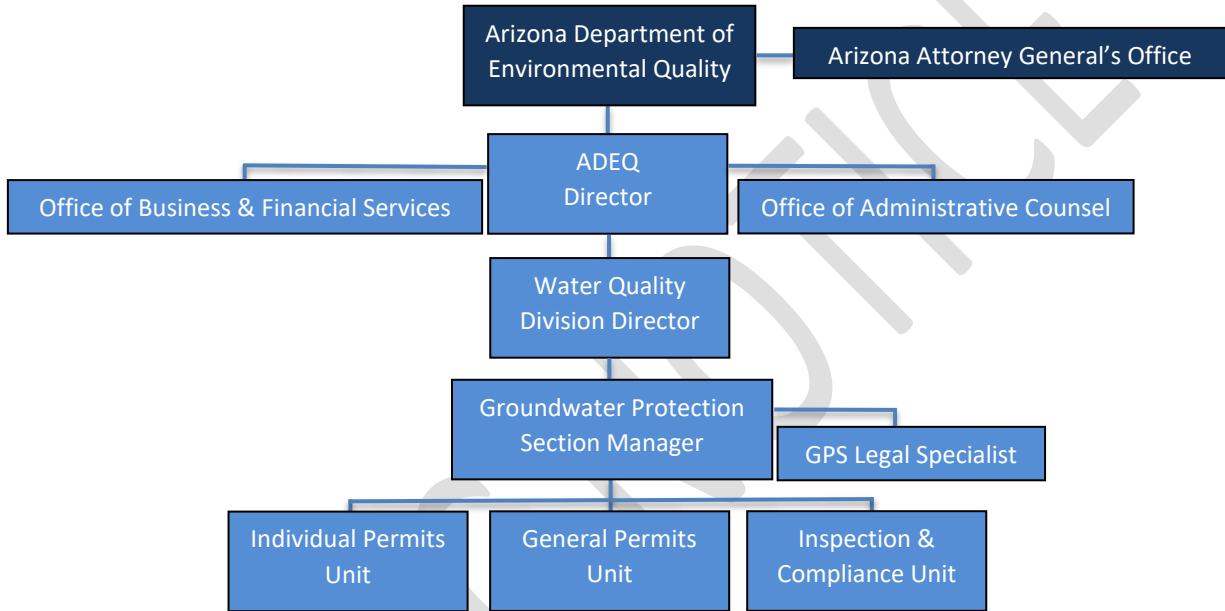 Arizona Department of
Environmental Quality
Arizona Attorney General’s Office
ADEQ
Director
Office of Business & Financial Services
Office of Administrative Counsel
Water Quality
Division Director
Groundwater Protection
Section Manager
GPS Legal Specialist
Individual Permits
Unit
General Permits
Unit
Inspection &
Compliance Unit
NOTICE